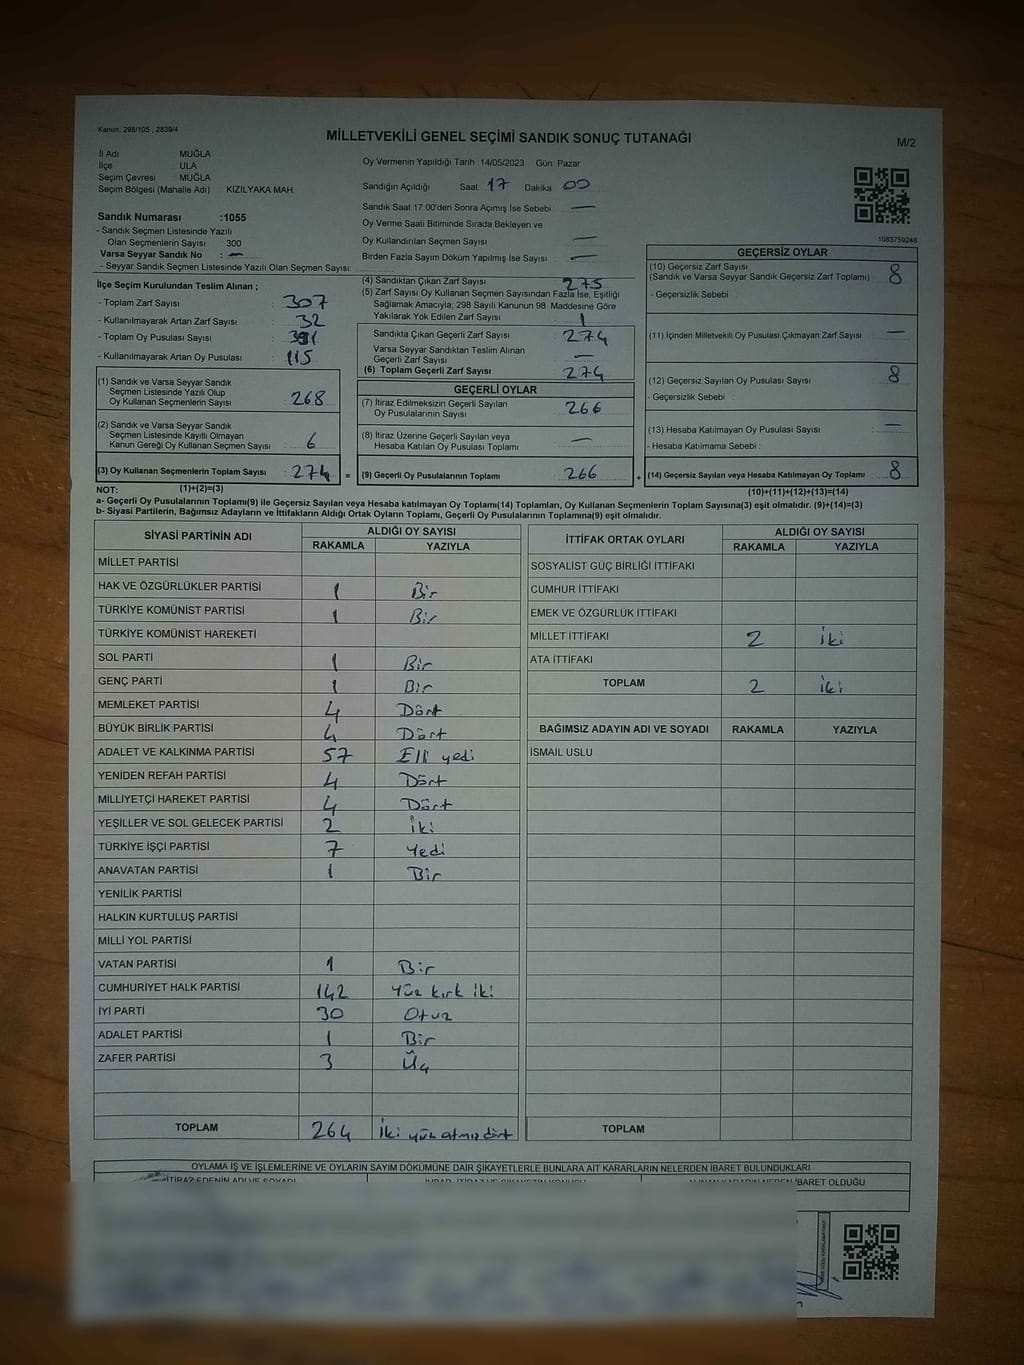 Kanun; 298/105 , 2839/4
MİLLETVEKİLİ GENEL SEÇİMİ SANDIK SONUÇ TUTANAĞI
M/2
İl Adı MUĞLA
İlçe ULA
Seçim Çevresi : MUĞLA
Seçim Bölgesi (Mahalle Adı) KIZILYAKA MAH.
Sandık Numarası :1055
- Sandık Seçmen Listesinde Yazılı
Olan Seçmenlerin Sayısı : 300
Varsa Seyyar Sandık No : —
- Seyyar Sandık Seçmen Listesinde Yazılı Olan Seçmen Sayısı:
Oy Vermenin Yapıldığı Tarih 14/05/2023 Gün: Pazar
Sandığın Açıldığı Saat 17 Dakika 00
Sandık Saat 17:00'den Sonra Açımış İse Sebebi : —
Oy Verme Saati Bitiminde Sırada Bekleyen ve
Oy Kullandırılan Seçmen Sayısı : —
Birden Fazla Sayım Döküm Yapılmış İse Sayısı : —
1083759248
İlçe Seçim Kurulundan Teslim Alınan ;
- Toplam Zarf Sayısı : 307
- Kullanılmayarak Artan Zarf Sayısı : 32
- Toplam Oy Pusulası Sayısı :
- Kullanılmayarak Artan Oy Pusulası : 115
(1) Sandık ve Varsa Seyyar Sandık
Seçmen Listesinde Yazılı Olup
Oy Kullanan Seçmenlerin Sayısı : 268
(2) Sandık ve Varsa Seyyar Sandık
Seçmen Listesinde Kayıtlı Olmayan
Kanun Gereği Oy Kullanan Seçmen Sayısı : 6
(3) Oy Kullanan Seçmenlerin Toplam Sayısı : 274 =
(1)+(2)=(3)
(4) Sandıktan Çıkan Zarf Sayısı : 275
(5) Zarf Sayısı Oy Kullanan Seçmen Sayısından Fazla İse, Eşitliği
Sağlamak Amacıyla, 298 Sayılı Kanunun 98. Maddesine Göre
Yakılarak Yok Edilen Zarf Sayısı : 1
Sandıkta Çıkan Geçerli Zarf Sayısı : 274
Varsa Seyyar Sandıktan Teslim Alınan
Geçerli Zarf Sayısı : —
(6) Toplam Geçerli Zarf Sayısı : 274
GEÇERLİ OYLAR
(7) İtiraz Edilmeksizin Geçerli Sayılan
Oy Pusulalarının Sayısı : 266
(8) İtiraz Üzerine Geçerli Sayılan veya
Hesaba Katılan Oy Pusulası Toplamı : —
(9) Geçerli Oy Pusulalarının Toplamı : 266 +
GEÇERSİZ OYLAR
(10) Geçersiz Zarf Sayısı
(Sandık ve Varsa Seyyar Sandık Geçersiz Zarf Toplamı) : 8
- Geçersizlik Sebebi :
(11) İçinden Milletvekili Oy Pusulası Çıkmayan Zarf Sayısı : —
(12) Geçersiz Sayılan Oy Pusulası Sayısı : 8
- Geçersizlik Sebebi :
(13) Hesaba Katılmayan Oy Pusulası Sayısı : —
- Hesaba Katılmama Sebebi :
(14) Geçersiz Sayılan veya Hesaba Katılmayan Oy Toplamı : 8
(10)+(11)+(12)+(13)=(14)
NOT:
a- Geçerli Oy Pusulalarının Toplamı(9) ile Geçersiz Sayılan veya Hesaba katılmayan Oy Toplamı(14) Toplamları, Oy Kullanan Seçmenlerin Toplam Sayısına(3) eşit olmalıdır. (9)+(14)=(3)
b- Siyasi Partilerin, Bağımsız Adayların ve İttifakların Aldığı Ortak Oyların Toplamı, Geçerli Oy Pusulalarının Toplamına(9) eşit olmalıdır.
SİYASİ PARTİNİN ADI ALDIĞI OY SAYISI
RAKAMLA YAZIYLA
MİLLET PARTİSİ
HAK VE ÖZGÜRLÜKLER PARTİSİ 1 Bir
TÜRKİYE KOMÜNİST PARTİSİ 1 Bir
TÜRKİYE KOMÜNİST HAREKETİ
SOL PARTİ 1 Bir
GENÇ PARTİ 1 Bir
MEMLEKET PARTİSİ 4 Dört
BÜYÜK BİRLİK PARTİSİ 4 Dört
ADALET VE KALKINMA PARTİSİ 57 Elli yedi
YENİDEN REFAH PARTİSİ 4 Dört
MİLLİYETÇİ HAREKET PARTİSİ 4 Dört
YEŞİLLER VE SOL GELECEK PARTİSİ 2 İki
TÜRKİYE İŞÇİ PARTİSİ 7 Yedi
ANAVATAN PARTİSİ 1 Bir
YENİLİK PARTİSİ
HALKIN KURTULUŞ PARTİSİ
MİLLİ YOL PARTİSİ
VATAN PARTİSİ 1 Bir
CUMHURİYET HALK PARTİSİ 142 Yüz kırk iki
İYİ PARTİ 30 Otuz
ADALET PARTİSİ 1 Bir
ZAFER PARTİSİ 3 Üç
TOPLAM 264 İki yüz atmış dört
İTTİFAK ORTAK OYLARI ALDIĞI OY SAYISI
RAKAMLA YAZIYLA
SOSYALİST GÜÇ BİRLİĞİ İTTİFAKI
CUMHUR İTTİFAKI
EMEK VE ÖZGÜRLÜK İTTİFAKI
MİLLET İTTİFAKI 2 İki
ATA İTTİFAKI
TOPLAM 2 İki
BAĞIMSIZ ADAYIN ADI VE SOYADI RAKAMLA YAZIYLA
İSMAİL USLU
TOPLAM
OYLAMA İŞ VE İŞLEMLERİNE VE OYLARIN SAYIM DÖKÜMÜNE DAİR ŞİKAYETLERLE BUNLARA AİT KARARLARIN NELERDEN İBARET BULUNDUKLARI
İTİRAZ EDENİN ADI VE SOYADI
İBARET OLDUĞU